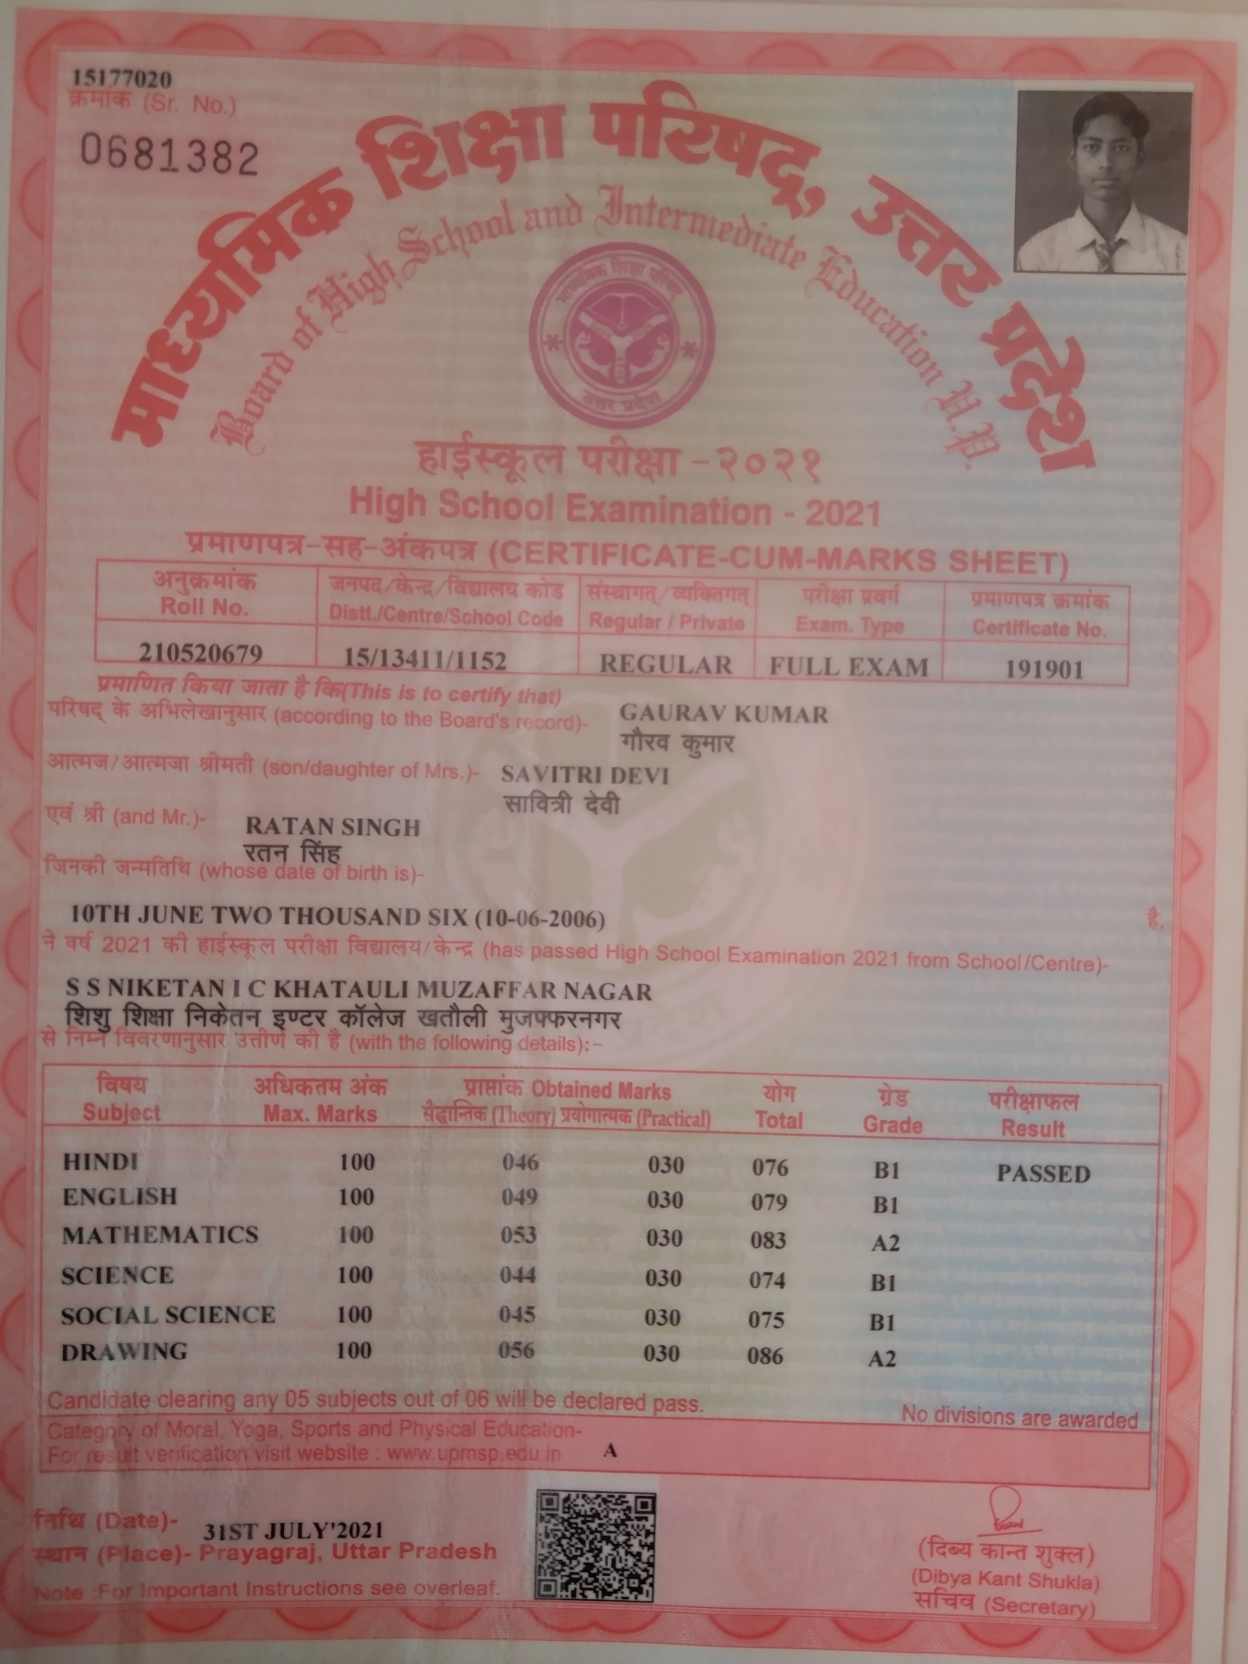 15177020
क्रमांक (Sr. No.)
0681382
माध्यमिक शिक्षा परिषद्, उत्तर प्रदेश
Board of High School and Intermediate Education U.P.
माध्यमिक शिक्षा परिषद्
उत्तर प्रदेश
हाईस्कूल परीक्षा - २०२१
High School Examination - 2021
प्रमाणपत्र-सह-अंकपत्र (CERTIFICATE-CUM-MARKS SHEET)
अनुक्रमांक जनपद/केन्द्र/विद्यालय कोड संस्थागत्/व्यक्तिगत् परीक्षा प्रवर्ग प्रमाणपत्र क्रमांक
Roll No. Distt./Centre/School Code Regular / Private Exam. Type Certificate No.
210520679 15/13411/1152 REGULAR FULL EXAM 191901
प्रमाणित किया जाता है कि(This is to certify that)
परिषद् के अभिलेखानुसार (according to the Board's record)- GAURAV KUMAR
गौरव कुमार
आत्मज/आत्मजा श्रीमती (son/daughter of Mrs.)- SAVITRI DEVI
सावित्री देवी
एवं श्री (and Mr.)- RATAN SINGH
रतन सिंह
जिनकी जन्मतिथि (whose date of birth is)-
10TH JUNE TWO THOUSAND SIX (10-06-2006) है,
ने वर्ष 2021 की हाईस्कूल परीक्षा विद्यालय/केन्द्र (has passed High School Examination 2021 from School/Centre)-
S S NIKETAN I C KHATAULI MUZAFFAR NAGAR
शिशु शिक्षा निकेतन इण्टर कॉलेज खतौली मुजफ्फरनगर
से निम्न विवरणानुसार उत्तीर्ण की है (with the following details):-
विषय अधिकतम अंक प्राप्तांक Obtained Marks योग ग्रेड परीक्षाफल
Subject Max. Marks सैद्धान्तिक (Theory) प्रयोगात्मक (Practical) Total Grade Result
HINDI 100 046 030 076 B1 PASSED
ENGLISH 100 049 030 079 B1
MATHEMATICS 100 053 030 083 A2
SCIENCE 100 044 030 074 B1
SOCIAL SCIENCE 100 045 030 075 B1
DRAWING 100 056 030 086 A2
Candidate clearing any 05 subjects out of 06 will be declared pass. No divisions are awarded
Category of Moral, Yoga, Sports and Physical Education- A
For result verification visit website : www.upmsp.edu.in
तिथि (Date)- 31ST JULY'2021
स्थान (Place)- Prayagraj, Uttar Pradesh
Note :For Important Instructions see overleaf.
(दिब्य कान्त शुक्ल)
(Dibya Kant Shukla)
सचिव (Secretary)